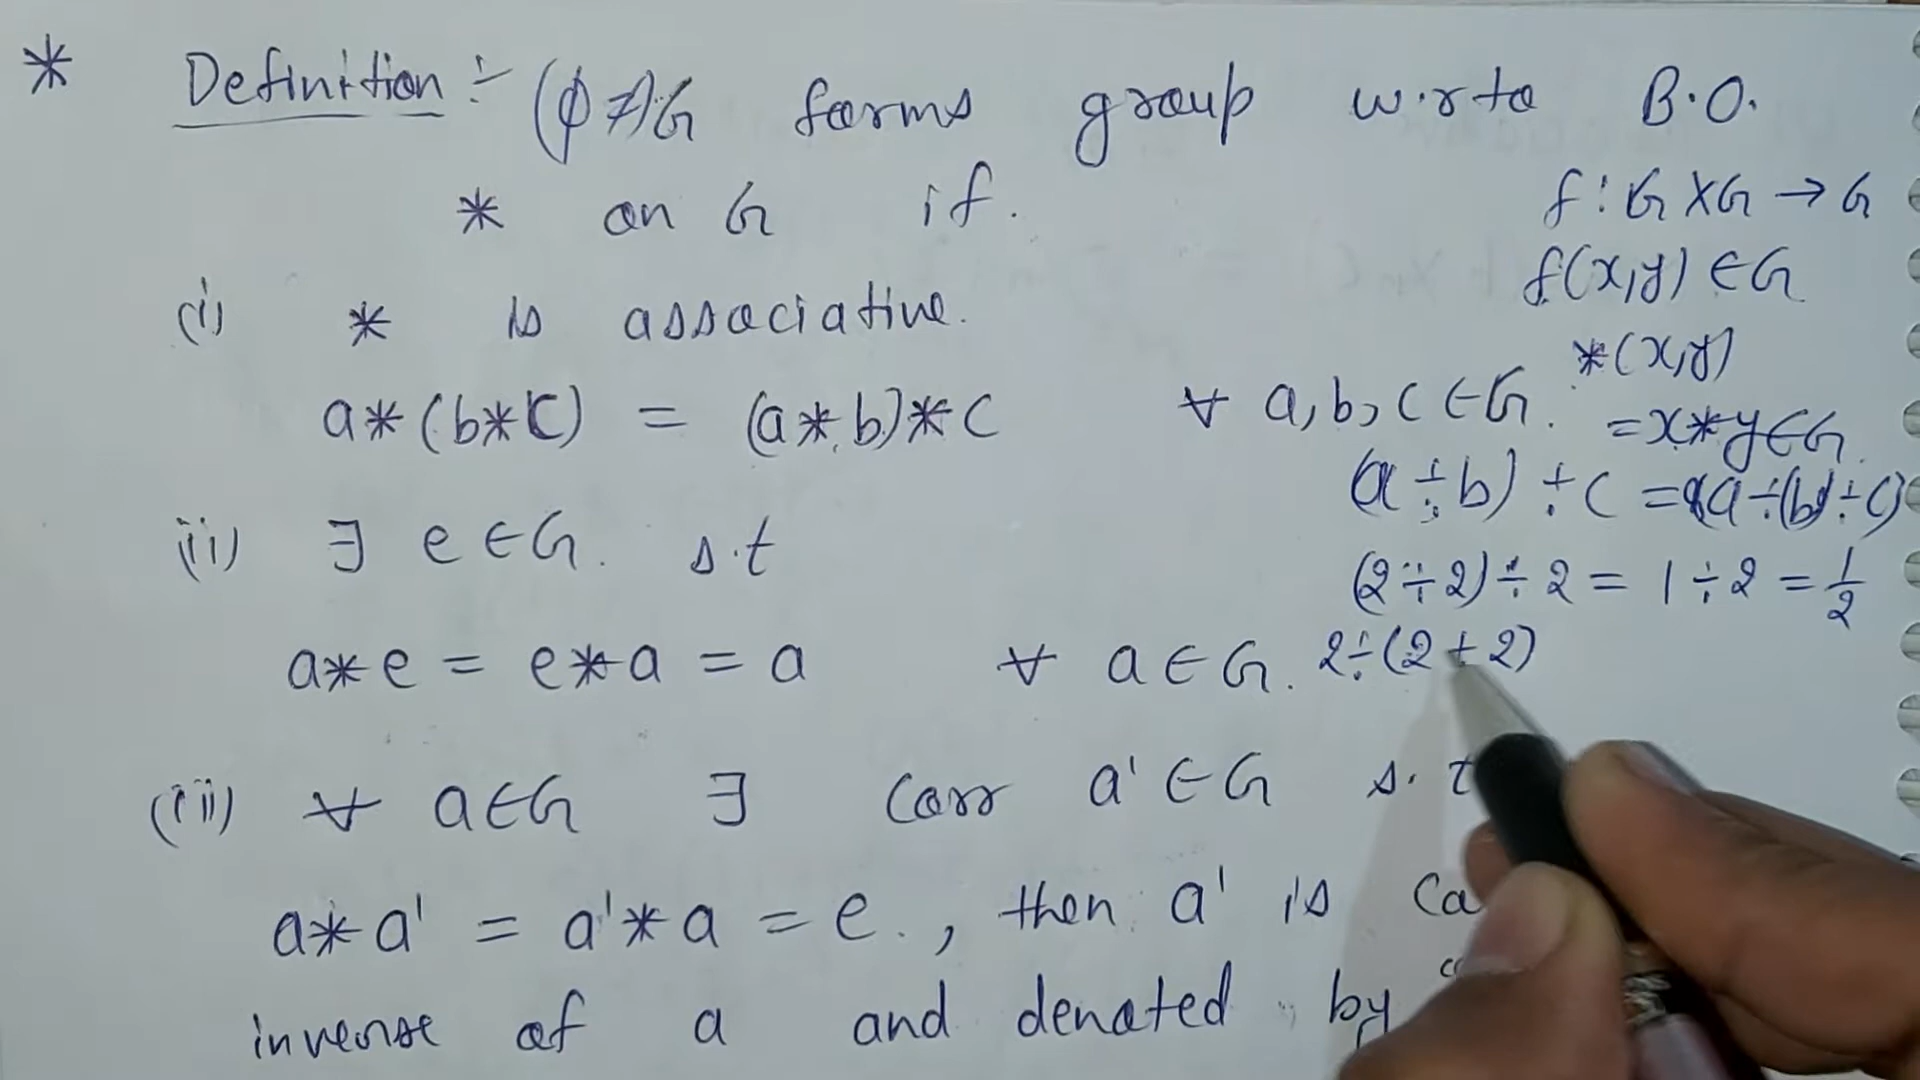 * Definition :- (ϕ ≠) G forms group w.r.to B.O.
* on G if.
f : G × G → G
f(x,y) ∈ G
(i) * is associative.
*(x,y)
a*(b*c) = (a*b)*c ∀ a, b, c ∈ G.
= x*y ∈ G.
(a ÷ b) ÷ c = (a ÷ (b ÷ c)
(ii) ∃ e ∈ G. s.t
(2 ÷ 2) ÷ 2 = 1 ÷ 2 = 1/2
a*e = e*a = a ∀ a ∈ G.
2 ÷ (2 ÷ 2)
(iii) ∀ a ∈ G ∃ Corr a' ∈ G s.t
a*a' = a'*a = e. , then a' is Ca
inverse of a and denoted by